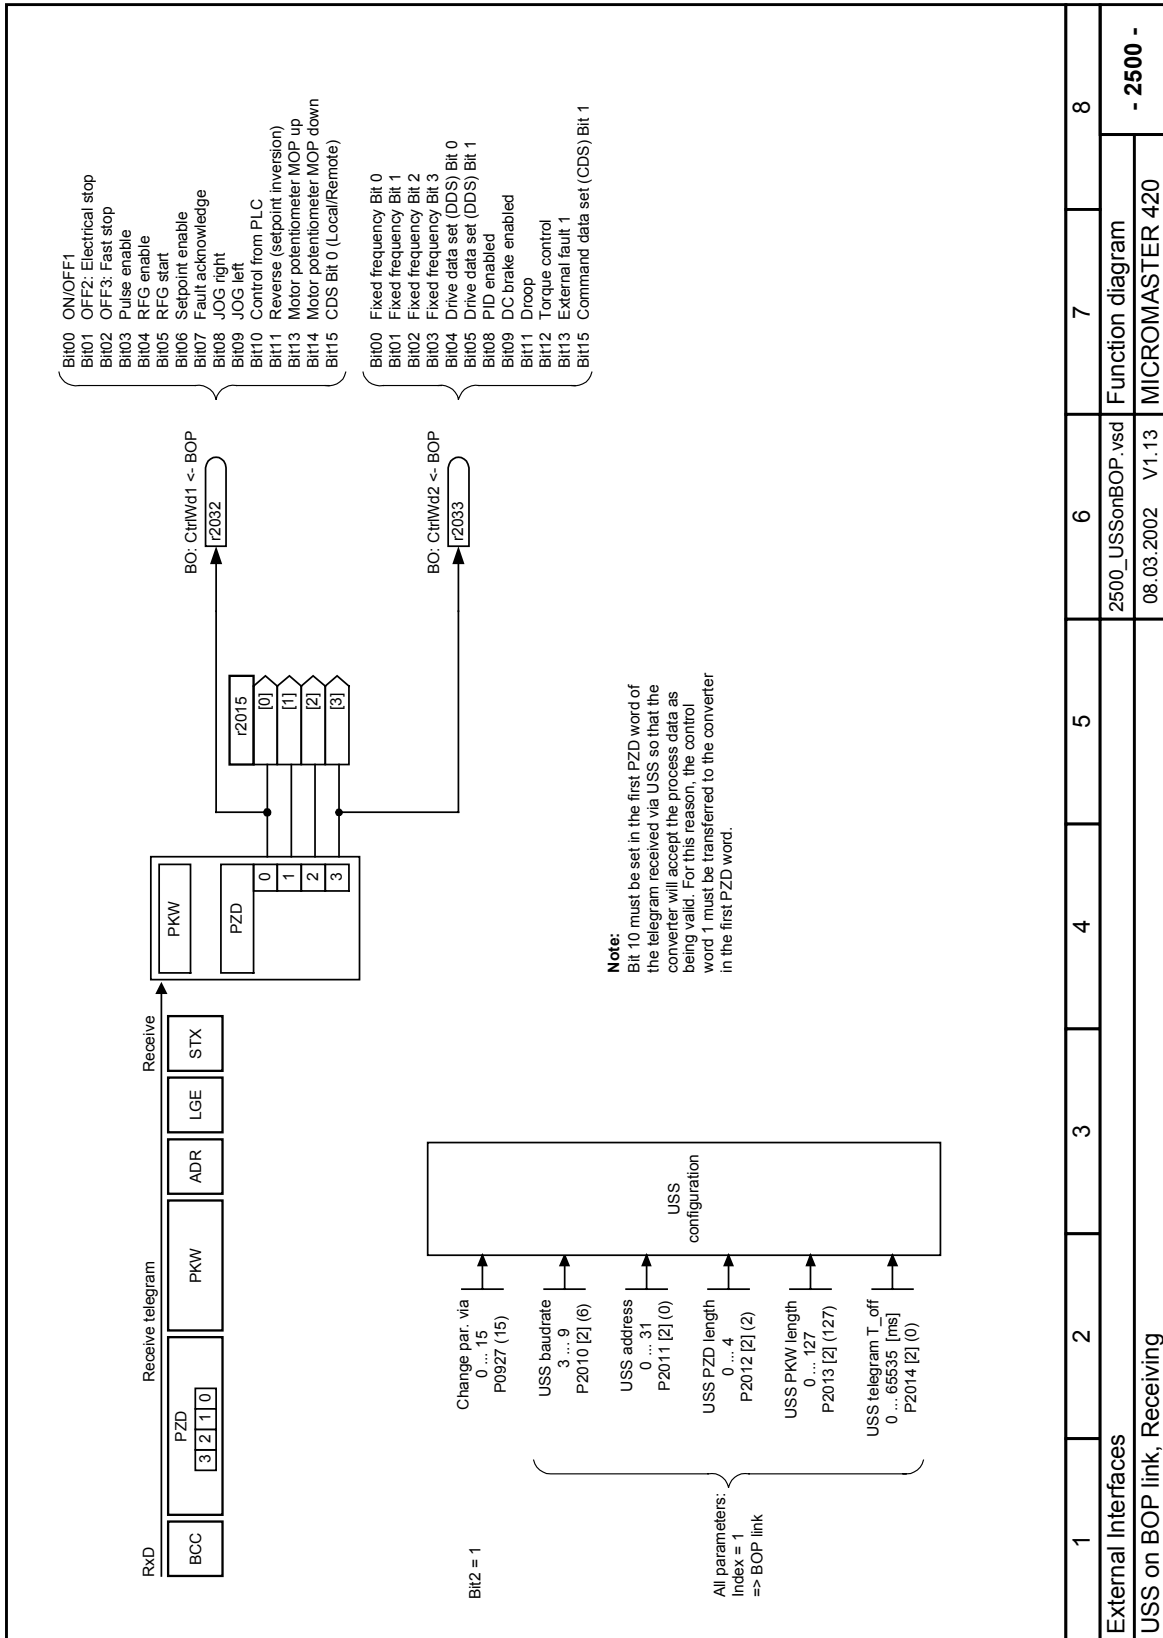 RxD
Receive telegram
Receive
BCC
PZD
3 2 1 0
PKW
ADR
LGE
STX
PKW
PZD
0
1
2
3
r2015
[0]
[1]
[2]
[3]
BO: CtrlWd1 <- BOP
r2032
BO: CtrlWd2 <- BOP
r2033
Bit00 ON/OFF1
Bit01 OFF2: Electrical stop
Bit02 OFF3: Fast stop
Bit03 Pulse enable
Bit04 RFG enable
Bit05 RFG start
Bit06 Setpoint enable
Bit07 Fault acknowledge
Bit08 JOG right
Bit09 JOG left
Bit10 Control from PLC
Bit11 Reverse (setpoint inversion)
Bit13 Motor potentiometer MOP up
Bit14 Motor potentiometer MOP down
Bit15 CDS Bit 0 (Local/Remote)
Bit00 Fixed frequency Bit 0
Bit01 Fixed frequency Bit 1
Bit02 Fixed frequency Bit 2
Bit03 Fixed frequency Bit 3
Bit04 Drive data set (DDS) Bit 0
Bit05 Drive data set (DDS) Bit 1
Bit08 PID enabled
Bit09 DC brake enabled
Bit11 Droop
Bit12 Torque control
Bit13 External fault 1
Bit15 Command data set (CDS) Bit 1
Bit2 = 1
Change par. via
0 ... 15
P0927 (15)
USS baudrate
3 ... 9
P2010 [2] (6)
USS address
0 ... 31
P2011 [2] (0)
USS PZD length
0 ... 4
P2012 [2] (2)
USS PKW length
0 ... 127
P2013 [2] (127)
USS telegram T_off
0 ... 65535 [ms]
P2014 [2] (0)
All parameters:
Index = 1
=> BOP link
USS
configuration
Note:
Bit 10 must be set in the first PZD word of
the telegram received via USS so that the
converter will accept the process data as
being valid. For this reason, the control
word 1 must be transferred to the converter
in the first PZD word.
1 2 3 4 5 6 7 8
External Interfaces
2500_USSonBOP.vsd
Function diagram
- 2500 -
USS on BOP link, Receiving
08.03.2002 V1.13
MICROMASTER 420